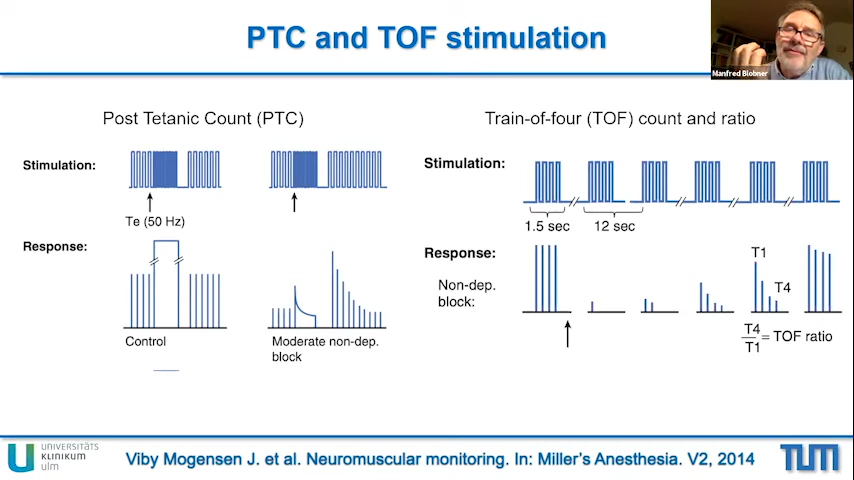 PTC and TOF stimulation
Manfred Blobner
Post Tetanic Count (PTC)
Stimulation:
Te (50 Hz)
Response:
Control
Moderate non-dep.
block
Train-of-four (TOF) count and ratio
Stimulation:
1.5 sec
12 sec
Response:
Non-dep.
block:
T1
T4
T4
T1
= TOF ratio
UNIVERSITÄTS
KLINIKUM
ulm
Viby Mogensen J. et al. Neuromuscular monitoring. In: Miller's Anesthesia. V2, 2014
TUM